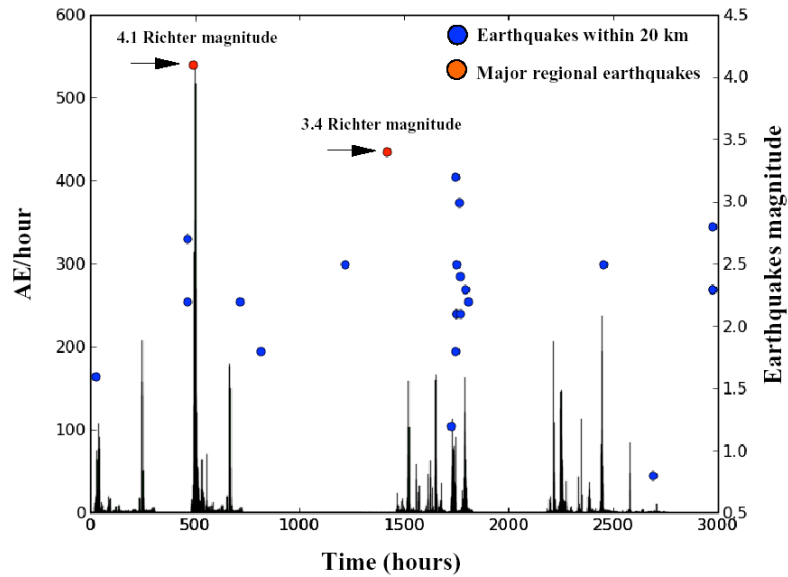 600
500
400
300
200
100
0
AE/hour
4.1 Richter magnitude
3.4 Richter magnitude
Earthquakes within 20 km
Major regional earthquakes
4.5
4.0
3.5
3.0
2.5
2.0
1.5
1.0
0.5
Earthquakes magnitude
0 500 1000 1500 2000 2500 3000
Time (hours)